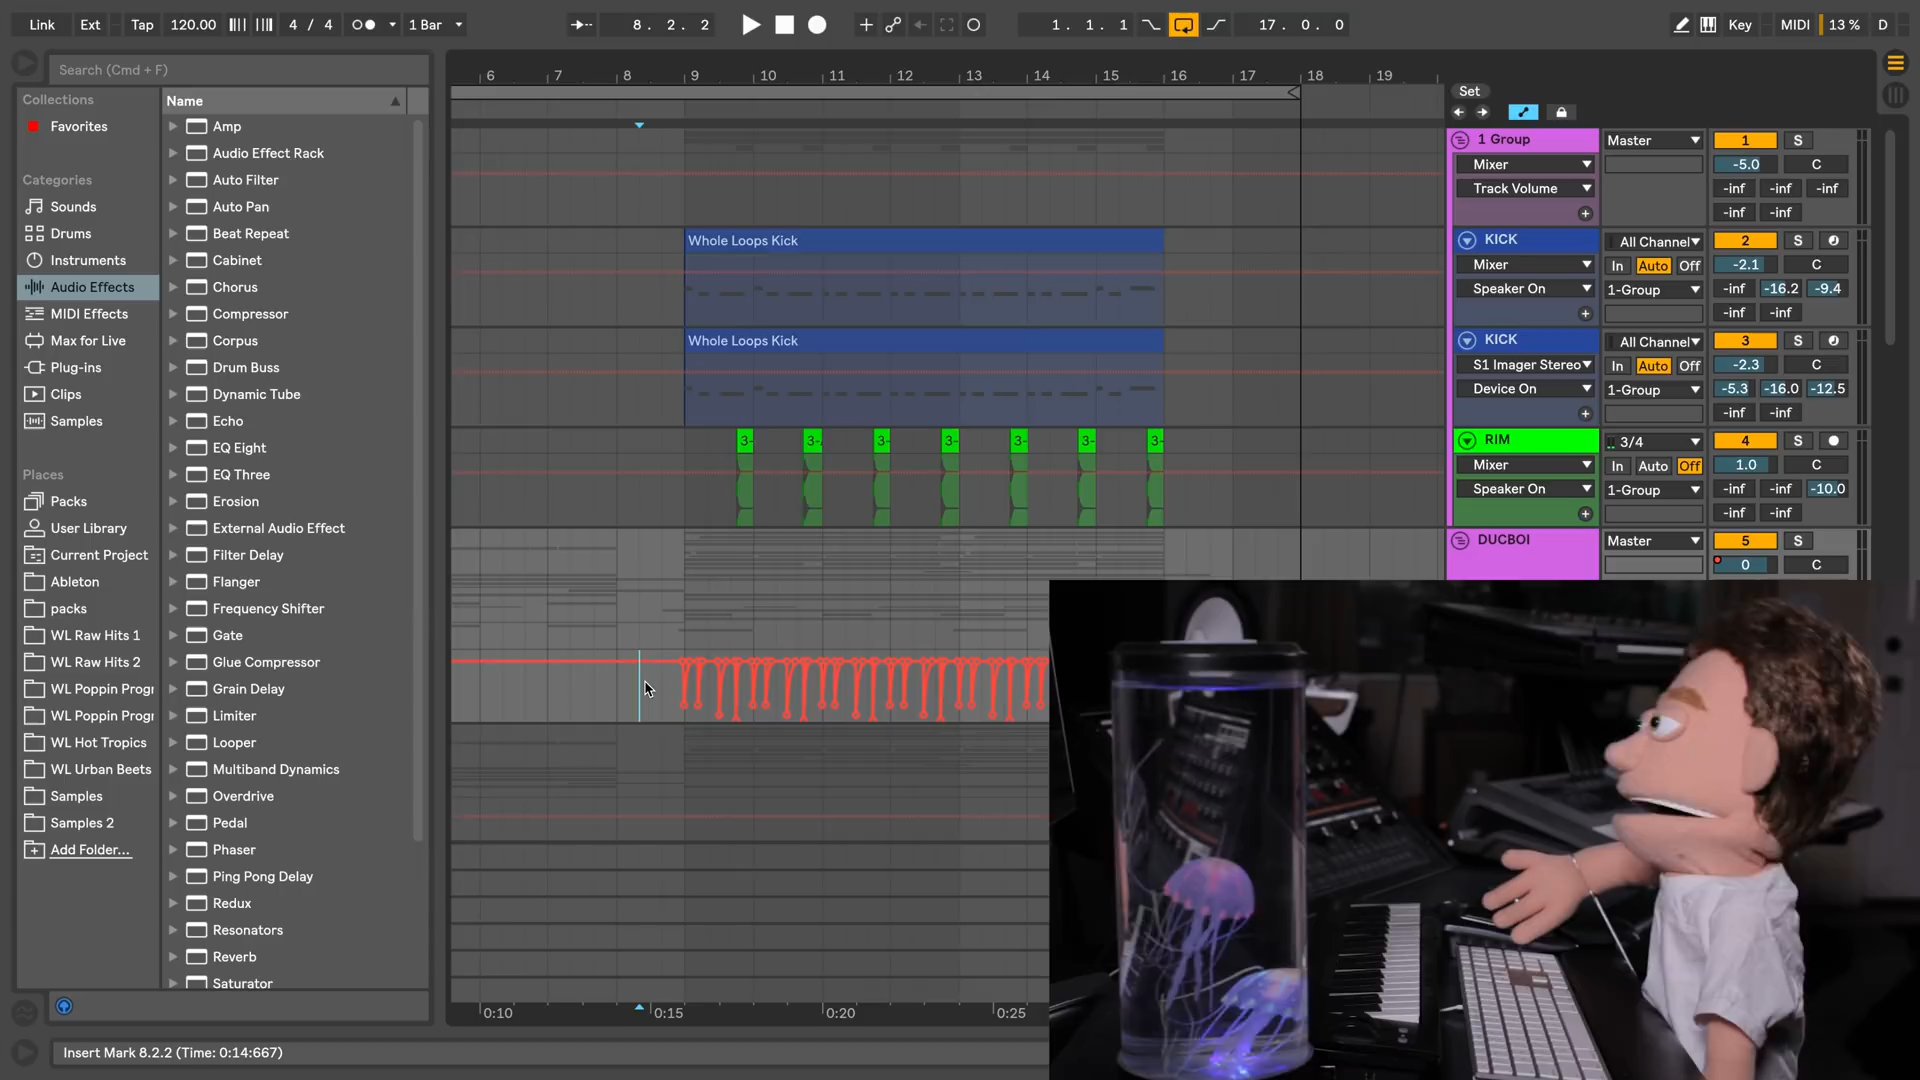 Link Ext Tap 120.00 4 / 4 1 Bar 8. 2. 2 1. 1. 1 17. 0. 0 Key MIDI 13 % D
Search (Cmd + F)
Collections
Favorites
Categories
Sounds
Drums
Instruments
Audio Effects
MIDI Effects
Max for Live
Plug-ins
Clips
Samples
Places
Packs
User Library
Current Project
Ableton
packs
WL Raw Hits 1
WL Raw Hits 2
WL Poppin Progr
WL Poppin Progr
WL Hot Tropics
WL Urban Beets
Samples
Samples 2
Add Folder...
Name
Amp
Audio Effect Rack
Auto Filter
Auto Pan
Beat Repeat
Cabinet
Chorus
Compressor
Corpus
Drum Buss
Dynamic Tube
Echo
EQ Eight
EQ Three
Erosion
External Audio Effect
Filter Delay
Flanger
Frequency Shifter
Gate
Glue Compressor
Grain Delay
Limiter
Looper
Multiband Dynamics
Overdrive
Pedal
Phaser
Ping Pong Delay
Redux
Resonators
Reverb
Saturator
6 7 8 9 10 11 12 13 14 15 16 17 18 19
Whole Loops Kick
Whole Loops Kick
3- 3- 3- 3- 3- 3- 3-
0:10 0:15 0:20 0:25
Set
1 Group Master 1 S
Mixer -5.0 C
Track Volume -inf -inf -inf
-inf -inf
KICK All Channel 2 S
Mixer In Auto Off -2.1 C
Speaker On 1-Group -inf -16.2 -9.4
-inf -inf
KICK All Channel 3 S
S1 Imager Stereo In Auto Off -2.3 C
Device On 1-Group -5.3 -16.0 -12.5
-inf -inf
RIM 3/4 4 S
Mixer In Auto Off 1.0 C
Speaker On 1-Group -inf -inf -10.0
-inf -inf
DUCBOI Master 5 S
0 C
Insert Mark 8.2.2 (Time: 0:14:667)